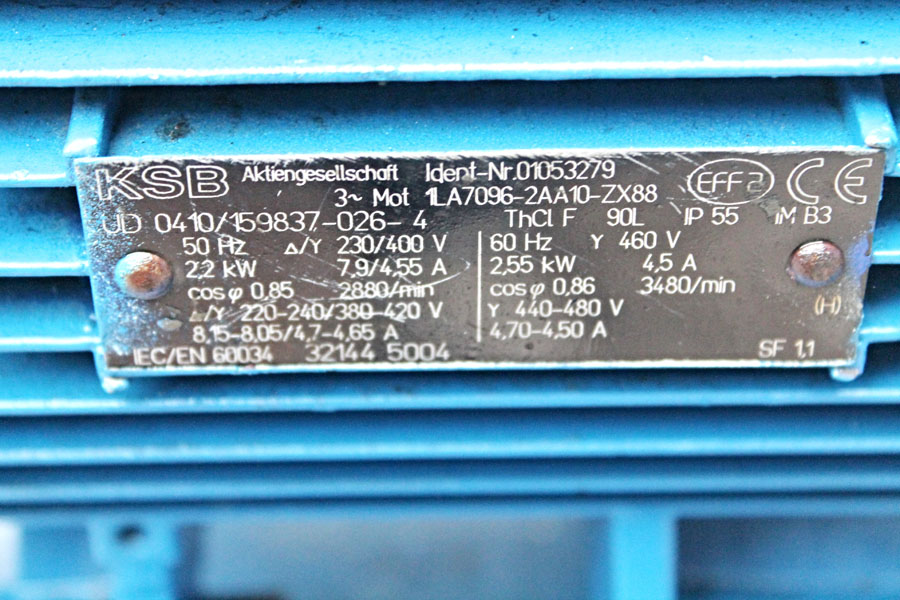 KSB Aktiengesellschaft Ident-Nr.01053279
3~ Mot 1LA7096-2AA10-ZX88 EFF2 CE
UD 0410/159837-026-4 ThCl F 90L IP 55 IM B3
50 Hz Δ/Y 230/400 V 60 Hz Y 460 V
2,2 kW 7,9/4,55 A 2,55 kW 4,5 A
cos φ 0,85 2880/min cos φ 0,86 3480/min
Δ/Y 220-240/380-420 V Y 440-480 V (H)
8,15-8,05/4,7-4,65 A 4,70-4,50 A
IEC/EN 60034 32144 5004 SF 1,1